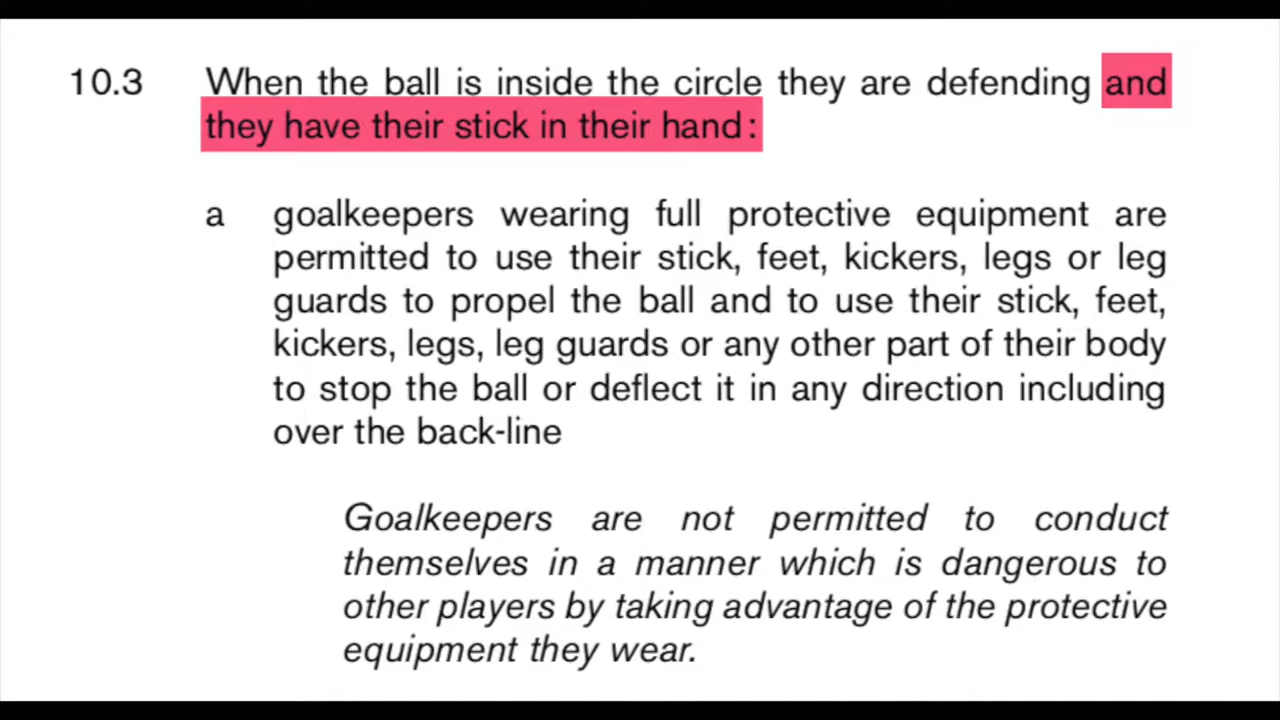 10.3 When the ball is inside the circle they are defending and
they have their stick in their hand:
a goalkeepers wearing full protective equipment are
permitted to use their stick, feet, kickers, legs or leg
guards to propel the ball and to use their stick, feet,
kickers, legs, leg guards or any other part of their body
to stop the ball or deflect it in any direction including
over the back-line
Goalkeepers are not permitted to conduct
themselves in a manner which is dangerous to
other players by taking advantage of the protective
equipment they wear.